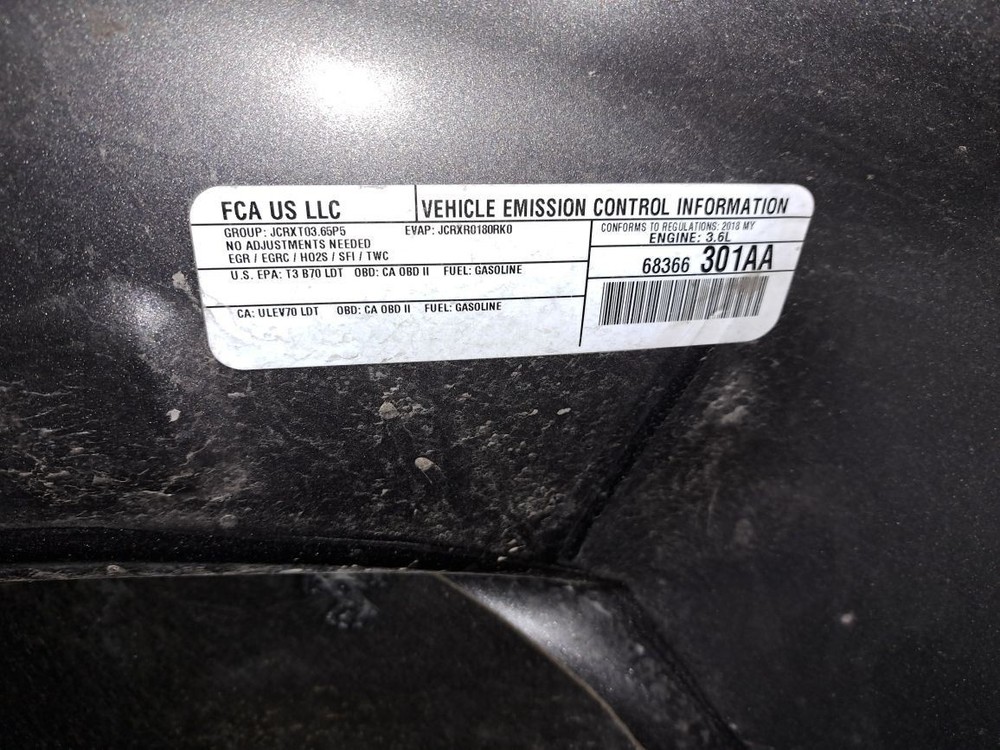 FCA US LLC
VEHICLE EMISSION CONTROL INFORMATION
GROUP: JCRXT03.65P5 EVAP: JCRXR0180RK0
NO ADJUSTMENTS NEEDED
EGR / EGRC / HO2S / SFI / TWC
CONFORMS TO REGULATIONS: 2018 MY
ENGINE: 3.6L
68366 301AA
U.S. EPA: T3 B70 LDT OBD: CA OBD II FUEL: GASOLINE
CA: ULEV70 LDT OBD: CA OBD II FUEL: GASOLINE